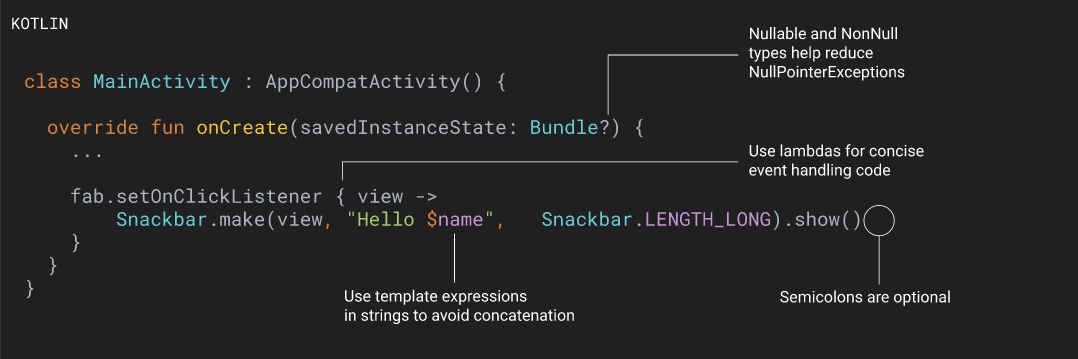 KOTLIN
Nullable and NonNull
types help reduce
NullPointerExceptions
class MainActivity : AppCompatActivity() {
override fun onCreate(savedInstanceState: Bundle?) {
...
Use lambdas for concise
event handling code
fab.setOnClickListener { view ->
Snackbar.make(view, "Hello $name", Snackbar.LENGTH_LONG).show()
}
}
}
Use template expressions
in strings to avoid concatenation
Semicolons are optional